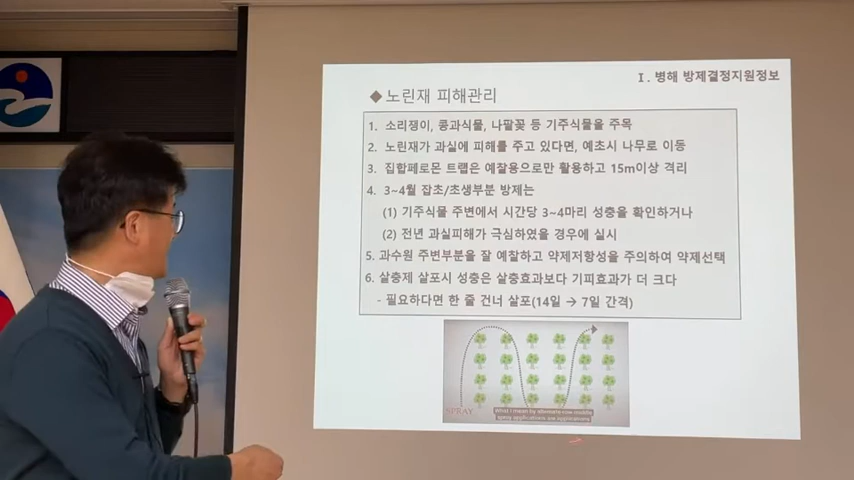 Ⅰ. 병해 방제결정지원정보
◆ 노린재 피해관리
1. 소리쟁이, 콩과식물, 나팔꽃 등 기주식물을 주목
2. 노린재가 과실에 피해를 주고 있다면, 예초시 나무로 이동
3. 집합페로몬 트랩은 예찰용으로만 활용하고 15m이상 격리
4. 3~4월 잡초/초생부분 방제
(1) 기주식물 주변에서 시간당 3~4마리 성충을 확인하거나
(2) 전년 과실피해가 극심하였을 경우에 실시
5. 과수원 주변부분을 잘 예찰하고 약제저항성을 주의하여 약제선택
6. 살충제 살포시 성충은 살충효과보다 기피효과가 더 크다
- 필요하다면 한 줄 건너 살포(14일 → 7일 간격)
SPRAY
What I mean by alternate row middle
spray applications are applications